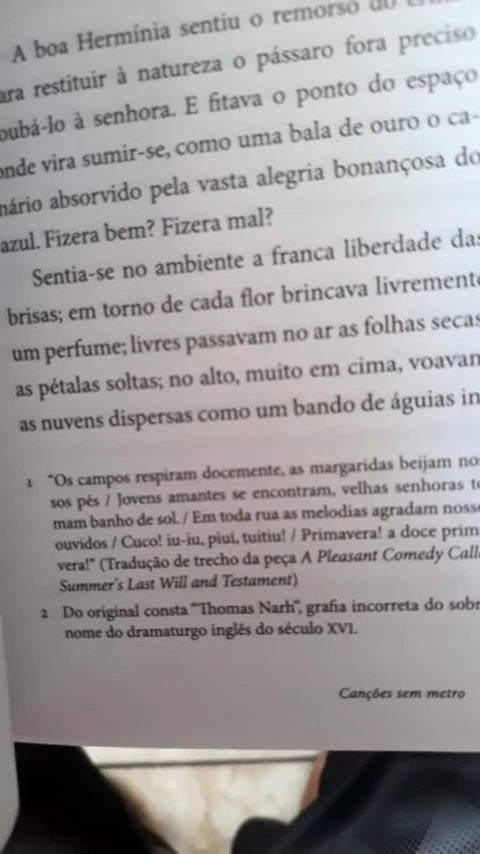 A boa Hermínia sentiu o remorso do
ara restituir à natureza o pássaro fora preciso
oubá-lo à senhora. E fitava o ponto do espaço
onde vira sumir-se, como uma bala de ouro o ca-
nário absorvido pela vasta alegria bonançosa do
azul. Fizera bem? Fizera mal?
Sentia-se no ambiente a franca liberdade das
brisas; em torno de cada flor brincava livremente
um perfume; livres passavam no ar as folhas secas
as pétalas soltas; no alto, muito em cima, voavam
as nuvens dispersas como um bando de águias in
1 "Os campos respiram docemente, as margaridas beijam nos
sos pés / Jovens amantes se encontram, velhas senhoras to
mam banho de sol. / Em toda rua as melodias agradam nosso
ouvidos / Cuco! iu-iu, piuí, tuitiu! / Primavera! a doce prim
vera!" (Tradução de trecho da peça A Pleasant Comedy Call
Summer's Last Will and Testament)
2 Do original consta "Thomas Narh", grafia incorreta do sobr
nome do dramaturgo inglês do século XVI.
Canções sem metro